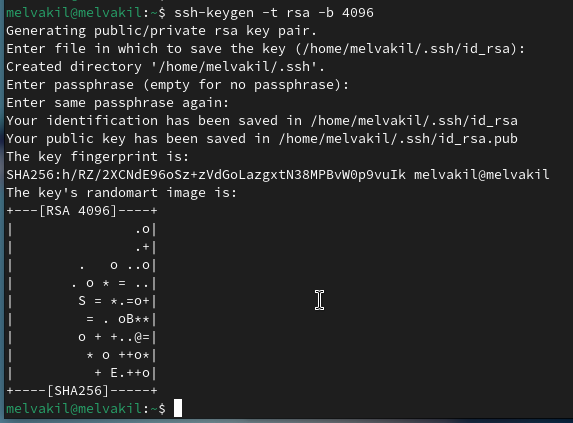 melvakil@melvakil:~$ ssh-keygen -t rsa -b 4096
Generating public/private rsa key pair.
Enter file in which to save the key (/home/melvakil/.ssh/id_rsa):
Created directory '/home/melvakil/.ssh'.
Enter passphrase (empty for no passphrase):
Enter same passphrase again:
Your identification has been saved in /home/melvakil/.ssh/id_rsa
Your public key has been saved in /home/melvakil/.ssh/id_rsa.pub
The key fingerprint is:
SHA256:h/RZ/2XCNdE96oSz+zVdGoLazgxtN38MPBvW0p9vuIk melvakil@melvakil
The key's randomart image is:
+---[RSA 4096]----+
|               .o|
|               .+|
|        .   o ..o|
|       . o * = ..|
|        S = *.=o+|
|         = . oB**|
|        o + +..@=|
|         * o ++o*|
|          + E.++o|
+----[SHA256]-----+
melvakil@melvakil:~$